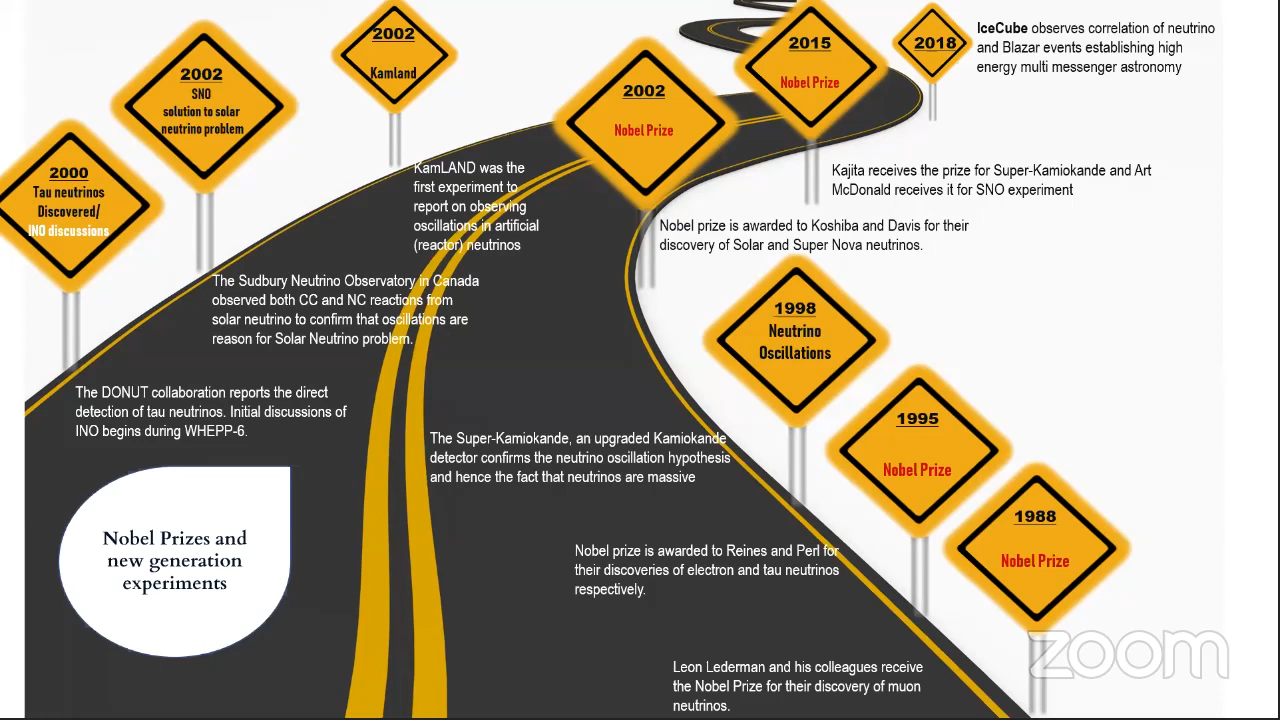 2002
Kamland
2015
Nobel Prize
2018
IceCube observes correlation of neutrino
and Blazar events establishing high
energy multi messenger astronomy
2002
SNO
solution to solar
neutrino problem
2002
Nobel Prize
2000
Tau neutrinos
Discovered/
INO discussions
KamLAND was the
first experiment to
report on observing
oscillations in artificial
(reactor) neutrinos
Kajita receives the prize for Super-Kamiokande and Art
McDonald receives it for SNO experiment
Nobel prize is awarded to Koshiba and Davis for their
discovery of Solar and Super Nova neutrinos.
The Sudbury Neutrino Observatory in Canada
observed both CC and NC reactions from
solar neutrino to confirm that oscillations are
reason for Solar Neutrino problem.
1998
Neutrino
Oscillations
The DONUT collaboration reports the direct
detection of tau neutrinos. Initial discussions of
INO begins during WHEPP-6.
1995
Nobel Prize
The Super-Kamiokande, an upgraded Kamiokande
detector confirms the neutrino oscillation hypothesis
and hence the fact that neutrinos are massive
1988
Nobel Prize
Nobel Prizes and
new generation
experiments
Nobel prize is awarded to Reines and Perl for
their discoveries of electron and tau neutrinos
respectively.
Leon Lederman and his colleagues receive
the Nobel Prize for their discovery of muon
neutrinos.
zoom